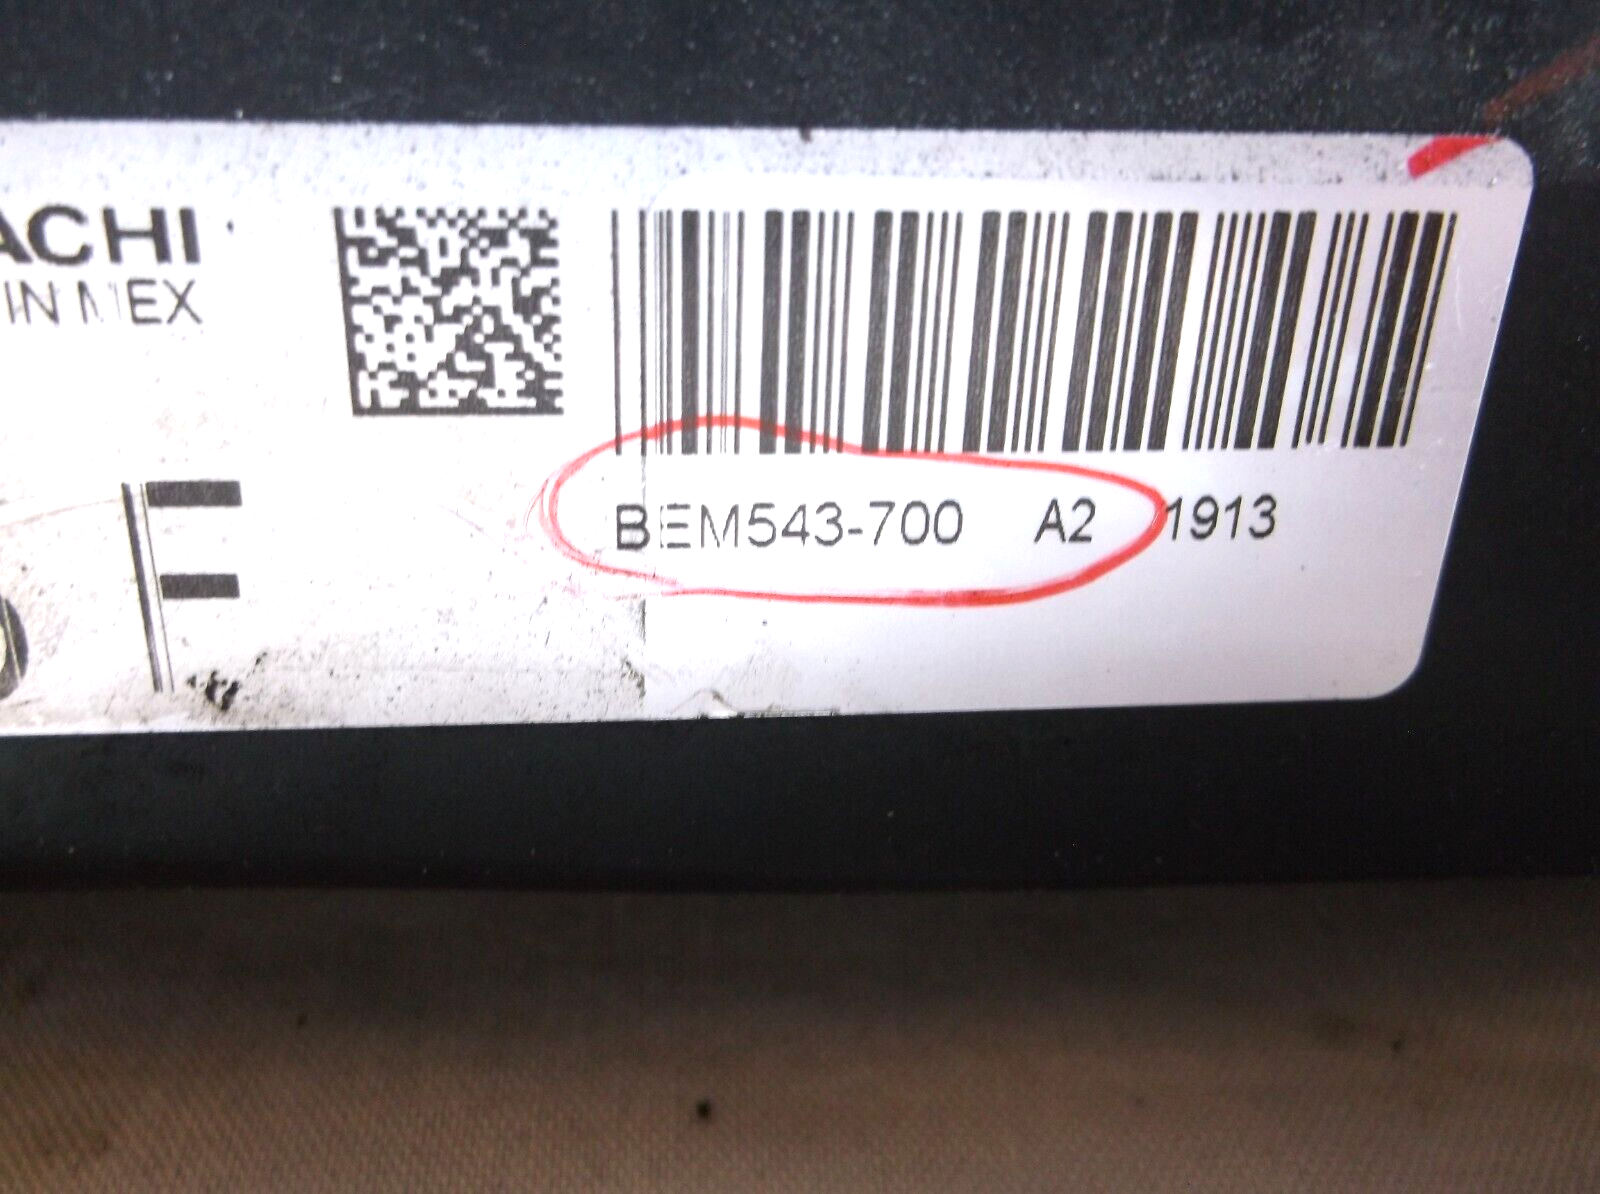 ACHI
IN MEX
F
BEM543-700 A2 1913